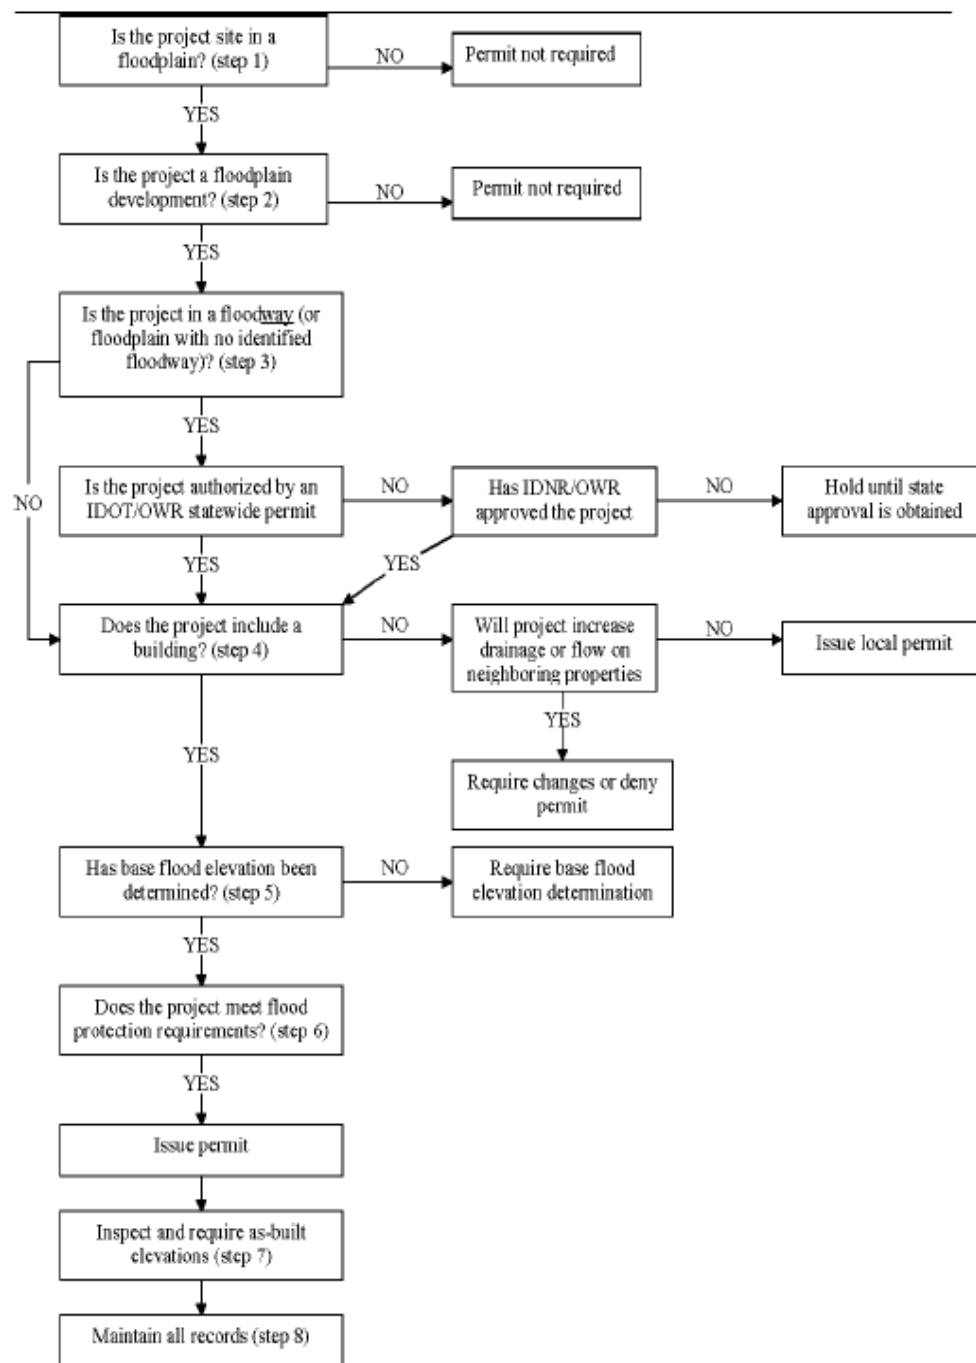 Is the project site in a
floodplain? (step 1)
NO
Permit not required
YES
Is the project a floodplain
development? (step 2)
NO
Permit not required
YES
Is the project in a floodway (or
floodplain with no identified
floodway)? (step 3)
NO
YES
Is the project authorized by an
IDOT/OWR statewide permit
NO
Has IDNR/OWR
approved the project
NO
Hold until state
approval is obtained
YES
YES
Does the project include a
building? (step 4)
NO
Will project increase
drainage or flow on
neighboring properties
NO
Issue local permit
YES
Require changes or deny
permit
YES
Has base flood elevation been
determined? (step 5)
NO
Require base flood
elevation determination
YES
Does the project meet flood
protection requirements? (step 6)
YES
Issue permit
Inspect and require as-built
elevations (step 7)
Maintain all records (step 8)